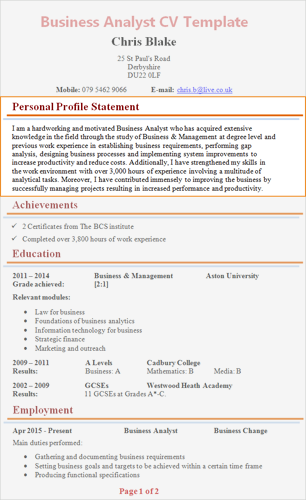 Business Analyst CV Template
Chris Blake
25 St Paul's Road
Derbyshire
DU22 0LF
Mobile: 079 5462 9066 E-mail: chris.b@live.co.uk
Personal Profile Statement
I am a hardworking and motivated Business Analyst who has acquired extensive
knowledge in the field through the study of Business & Management at degree level and
previous work experience in establishing business requirements, performing gap
analysis, designing business processes and implementing system improvements to
increase productivity and reduce costs. Additionally, I have strengthened my skills in
the work environment with over 3,000 hours of experience involving a multitude of
analytical tasks. Moreover, I have contributed immensely to improving the business by
successfully managing projects resulting in increased performance and productivity.
Achievements
✓ 2 Certificates from The BCS institute
✓ Completed over 3,800 hours of work experience
Education
2011 – 2014 Business & Management Aston University
Grade achieved: [2:1]
Relevant modules:
• Law for business
• Foundations of business analytics
• Information technology for business
• Strategic finance
• Marketing and outreach
2009 – 2011 A Levels Cadbury College
Results: Business: A Mathematics: B Media: B
2002 – 2009 GCSEs Westwood Heath Academy
Results: 11 GCSEs at Grades A*-C.
Employment
Apr 2015 - Present Business Analyst Business Change
Main duties performed:
• Gathering and documenting business requirements
• Setting business goals and targets to be achieved within a certain time frame
• Producing functional specifications
Page 1 of 2